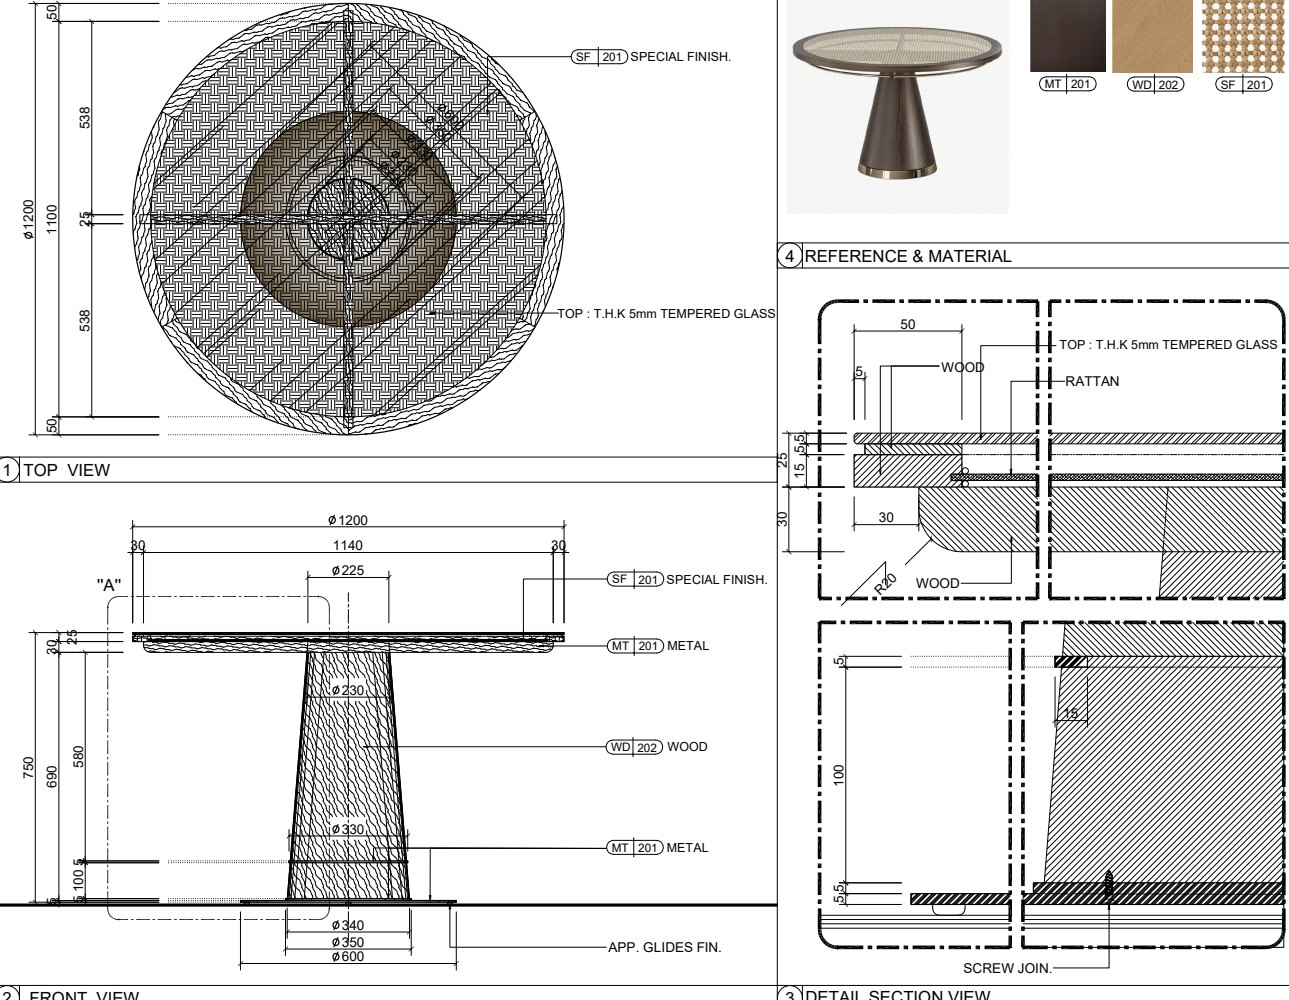 50
538
SF 201 SPECIAL FINISH.
ø1200
1100
25
538
50
TOP : T.H.K 5mm TEMPERED GLASS
1 TOP VIEW
MT 201
WD 202
SF 201
4 REFERENCE & MATERIAL
50
5
TOP : T.H.K 5mm TEMPERED GLASS
WOOD
RATTAN
25
5
5
15
30
30
R20
WOOD
5
15
100
5
5
SCREW JOIN.
3 DETAIL SECTION VIEW
ø1200
30
1140
30
ø225
"A"
SF 201 SPECIAL FINISH.
25
30
MT 201 METAL
ø230
WD 202 WOOD
750
690
580
ø330
MT 201 METAL
5
100
5
ø340
ø350
ø600
APP. GLIDES FIN.
2 FRONT VIEW